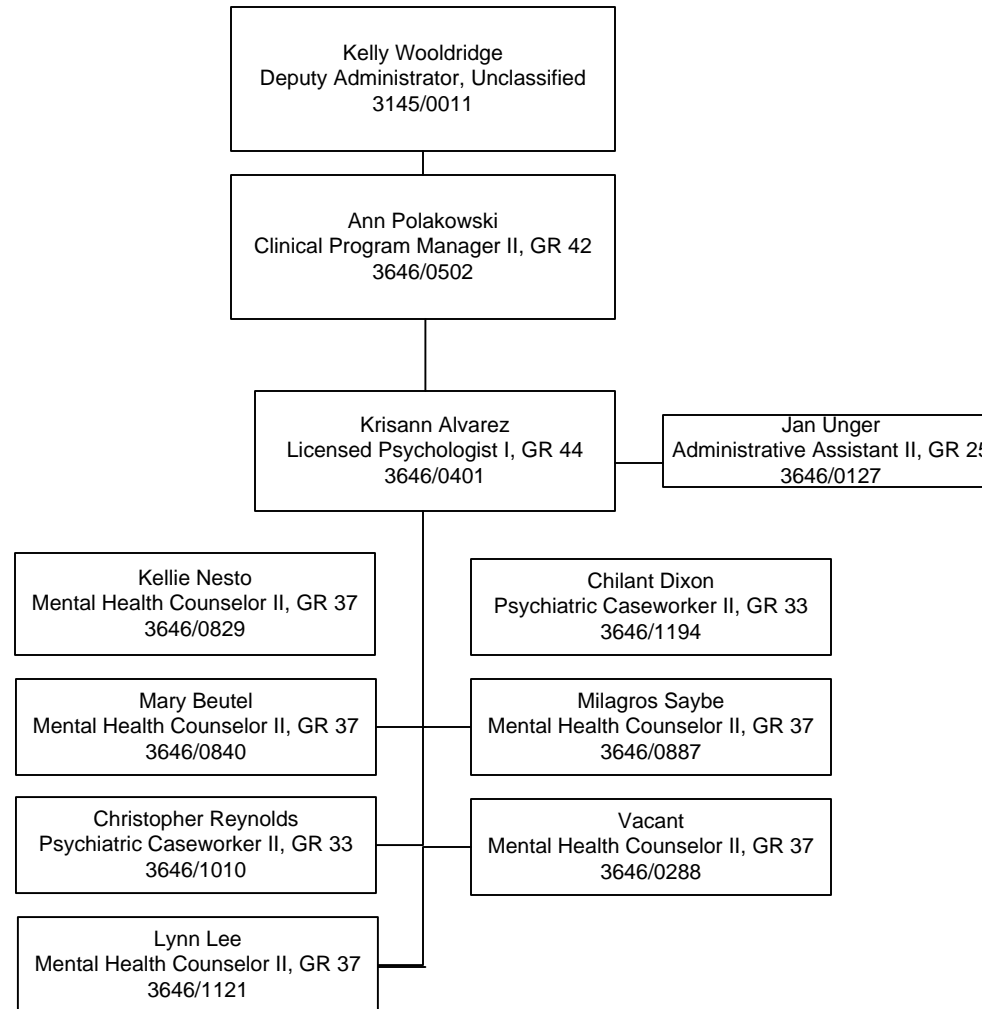 Kelly Wooldridge
Deputy Administrator, Unclassified
3145/0011
Ann Polakowski
Clinical Program Manager II, GR 42
3646/0502
Krisann Alvarez
Licensed Psychologist I, GR 44
3646/0401
Jan Unger
Administrative Assistant II, GR 25
3646/0127
Kellie Nesto
Mental Health Counselor II, GR 37
3646/0829
Chilant Dixon
Psychiatric Caseworker II, GR 33
3646/1194
Mary Beutel
Mental Health Counselor II, GR 37
3646/0840
Milagros Saybe
Mental Health Counselor II, GR 37
3646/0887
Christopher Reynolds
Psychiatric Caseworker II, GR 33
3646/1010
Vacant
Mental Health Counselor II, GR 37
3646/0288
Lynn Lee
Mental Health Counselor II, GR 37
3646/1121